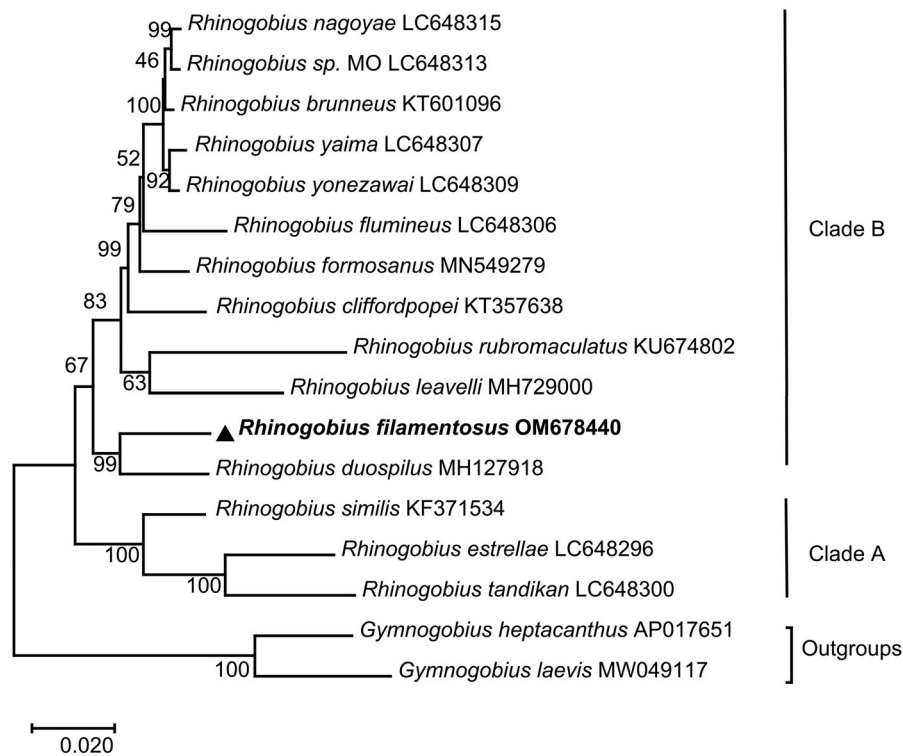 99
Rhinogobius nagoyae LC648315
46
Rhinogobius sp. MO LC648313
100
Rhinogobius brunneus KT601096
Rhinogobius yaima LC648307
52
92
Rhinogobius yonezawai LC648309
79
Rhinogobius flumineus LC648306
Clade B
99
Rhinogobius formosanus MN549279
83
Rhinogobius cliffordpopei KT357638
Rhinogobius rubromaculatus KU674802
67
63
Rhinogobius leavelli MH729000
Rhinogobius filamentosus OM678440
99
Rhinogobius duospilus MH127918
Rhinogobius similis KF371534
100
Rhinogobius estrellae LC648296
Clade A
100
Rhinogobius tandikan LC648300
Gymnogobius heptacanthus AP017651
Outgroups
100
Gymnogobius laevis MW049117
0.020